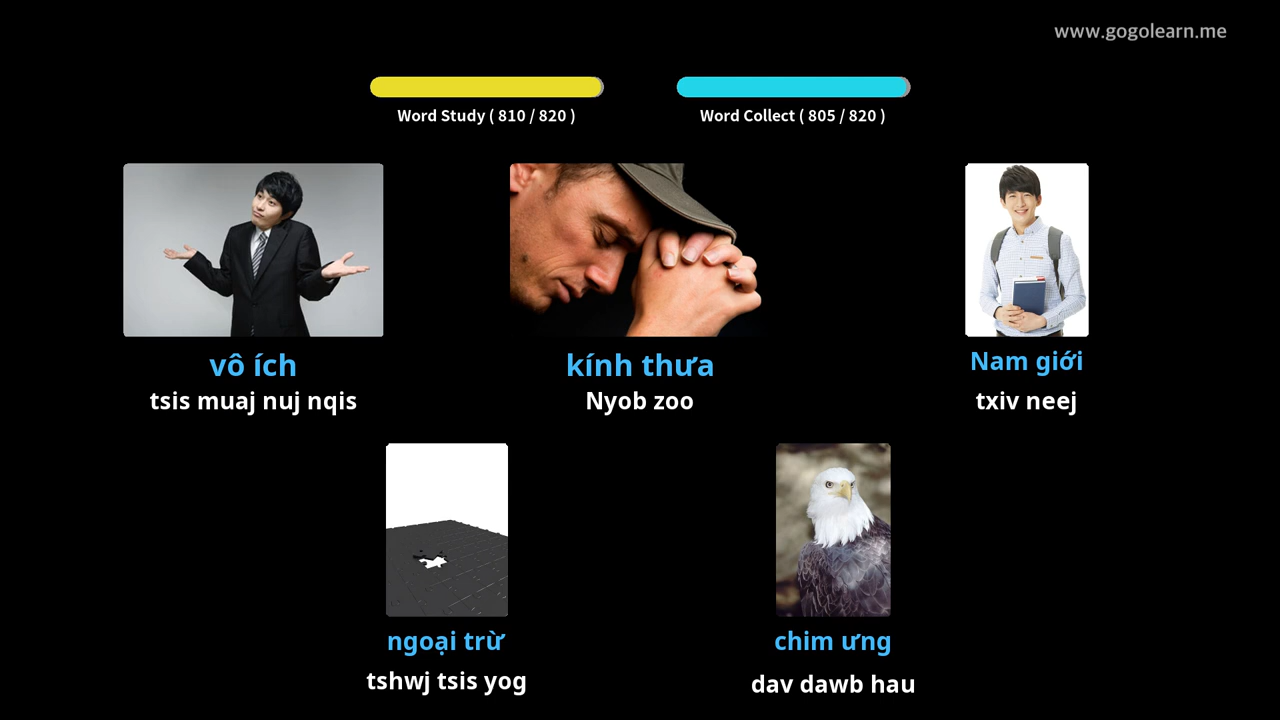 www.gogolearn.me
Word Study ( 810 / 820 )
Word Collect ( 805 / 820 )
vô ích
tsis muaj nuj nqis
kính thưa
Nyob zoo
Nam giới
txiv neej
ngoại trừ
tshwj tsis yog
chim ưng
dav dawb hau